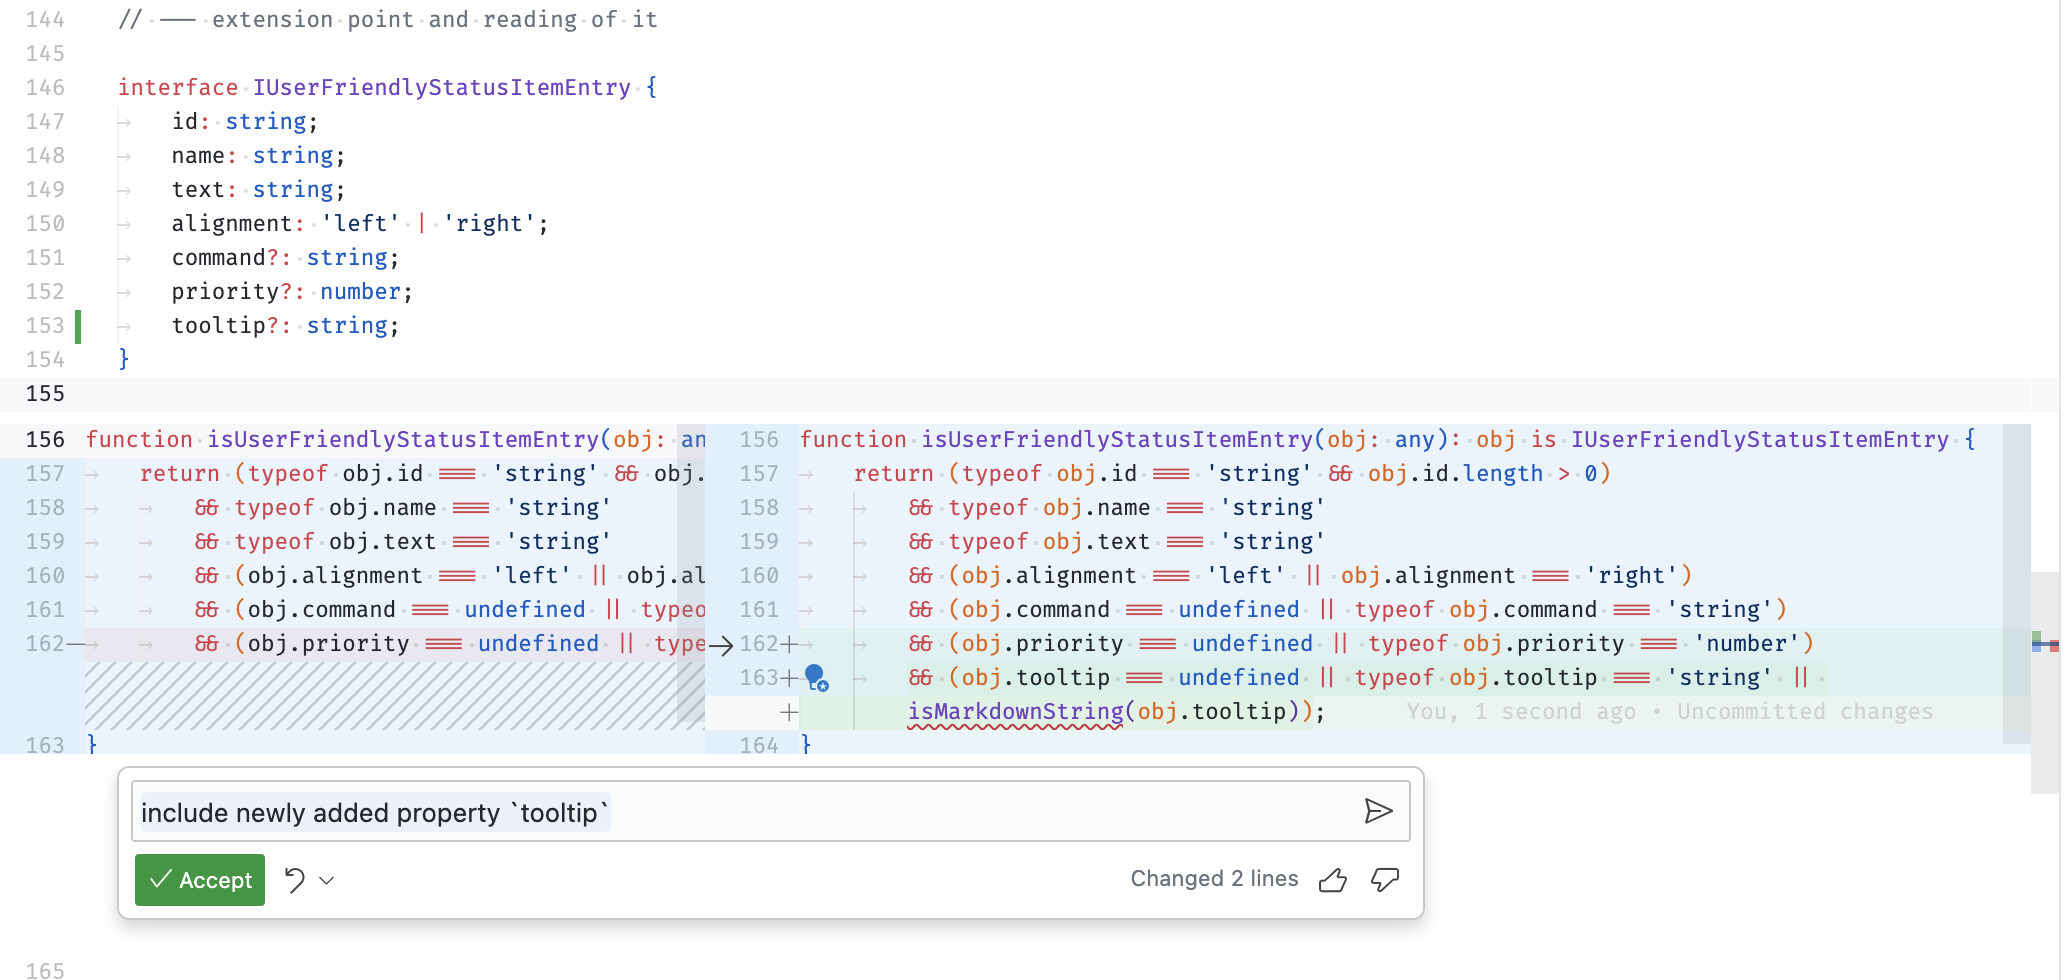 144 // --- extension point and reading of it
145
146 interface IUserFriendlyStatusItemEntry {
147 id: string;
148 name: string;
149 text: string;
150 alignment: 'left' | 'right';
151 command?: string;
152 priority?: number;
153 tooltip?: string;
154 }
155
156 function isUserFriendlyStatusItemEntry(obj: an
157 return (typeof obj.id === 'string' && obj.
158 && typeof obj.name === 'string'
159 && typeof obj.text === 'string'
160 && (obj.alignment === 'left' || obj.al
161 && (obj.command === undefined || typeo
162 && (obj.priority === undefined || type
163 }
156 function isUserFriendlyStatusItemEntry(obj: any): obj is IUserFriendlyStatusItemEntry {
157 return (typeof obj.id === 'string' && obj.id.length > 0)
158 && typeof obj.name === 'string'
159 && typeof obj.text === 'string'
160 && (obj.alignment === 'left' || obj.alignment === 'right')
161 && (obj.command === undefined || typeof obj.command === 'string')
162+ && (obj.priority === undefined || typeof obj.priority === 'number')
163+ && (obj.tooltip === undefined || typeof obj.tooltip === 'string' ||
+ isMarkdownString(obj.tooltip)); You, 1 second ago • Uncommitted changes
164 }
include newly added property `tooltip`
Accept
Changed 2 lines
165